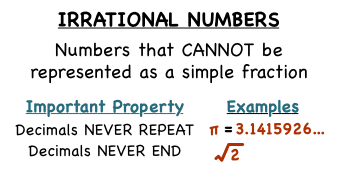 IRRATIONAL NUMBERS
Numbers that CANNOT be
represented as a simple fraction
Important Property
Decimals NEVER REPEAT
Decimals NEVER END
Examples
π = 3.1415926...
√2